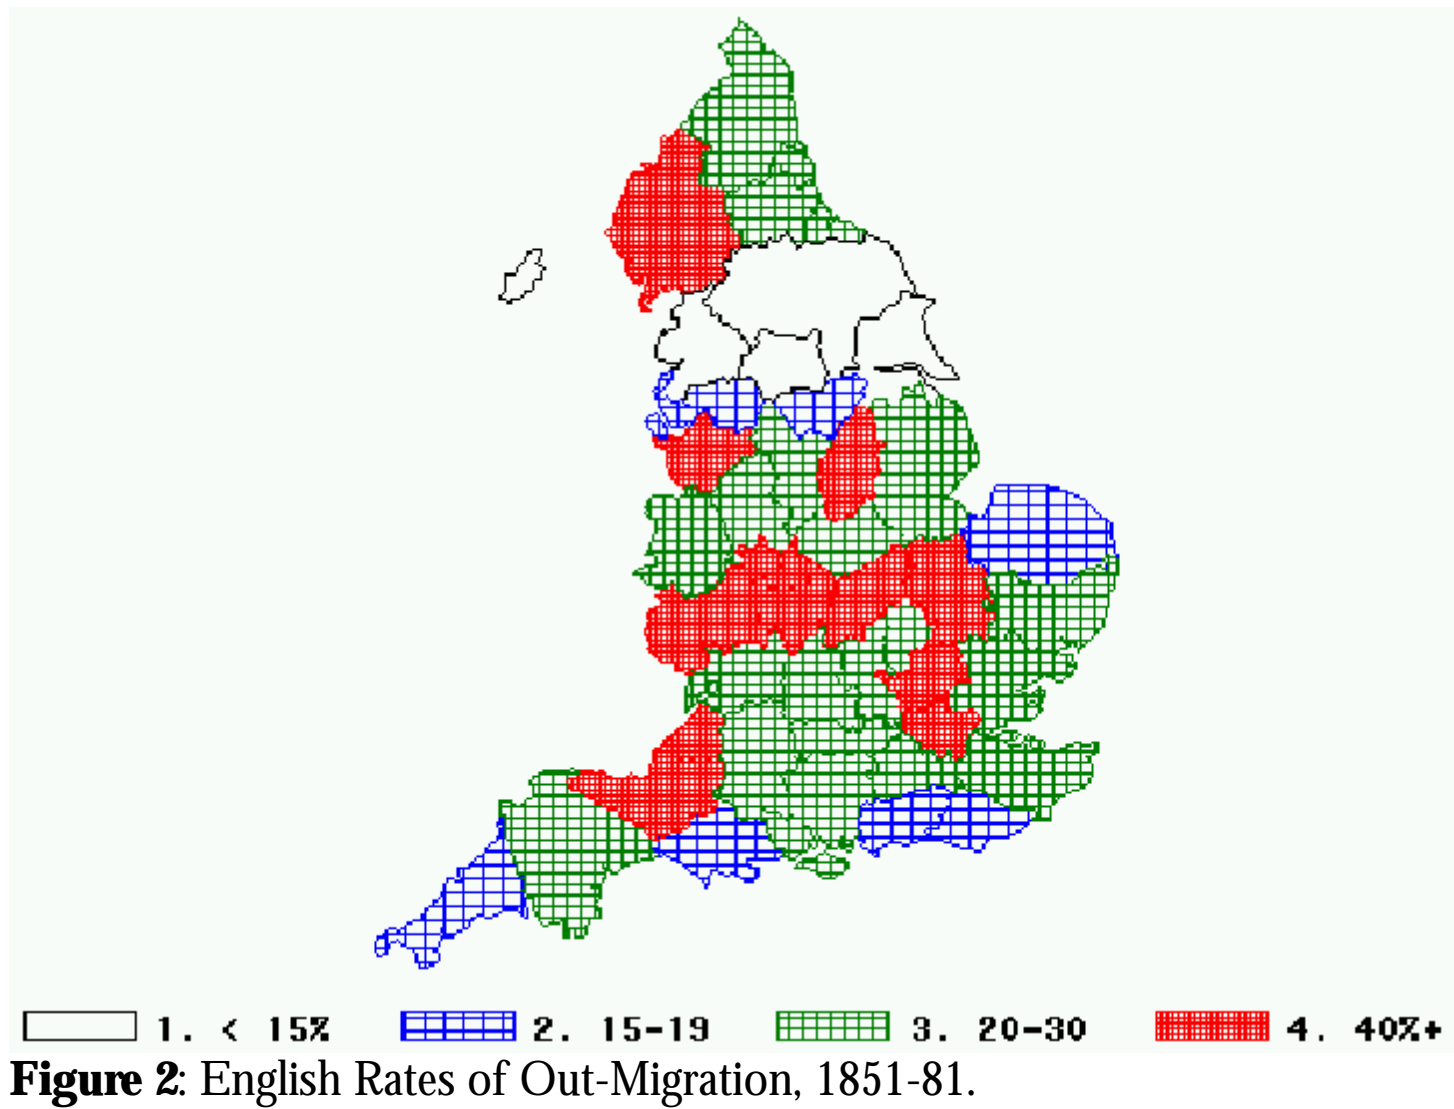 1. < 15% 2. 15-19 3. 20-30 4. 40%+
Figure 2: English Rates of Out-Migration, 1851-81.